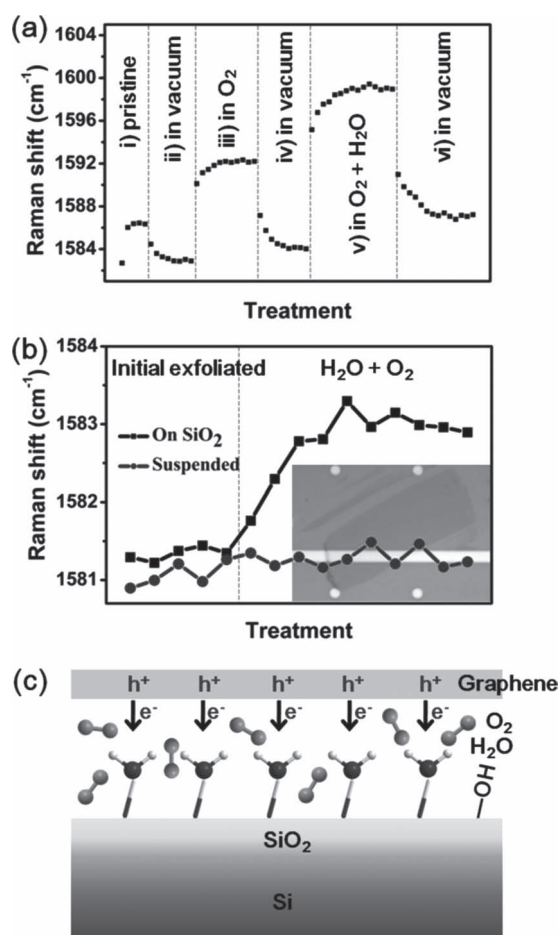 (a)
Raman shift (cm⁻¹)
1604
1600
1596
1592
1588
1584
i) pristine
ii) in vacuum
iii) in O₂
iv) in vacuum
v) in O₂ + H₂O
vi) in vacuum
Treatment
(b)
Raman shift (cm⁻¹)
1584
1583
1582
1581
Initial exfoliated
H₂O + O₂
On SiO₂
Suspended
Treatment
(c)
h⁺ h⁺ h⁺ h⁺ h⁺ Graphene
e⁻ e⁻ e⁻ e⁻ e⁻
O₂
H₂O
OH
SiO₂
Si